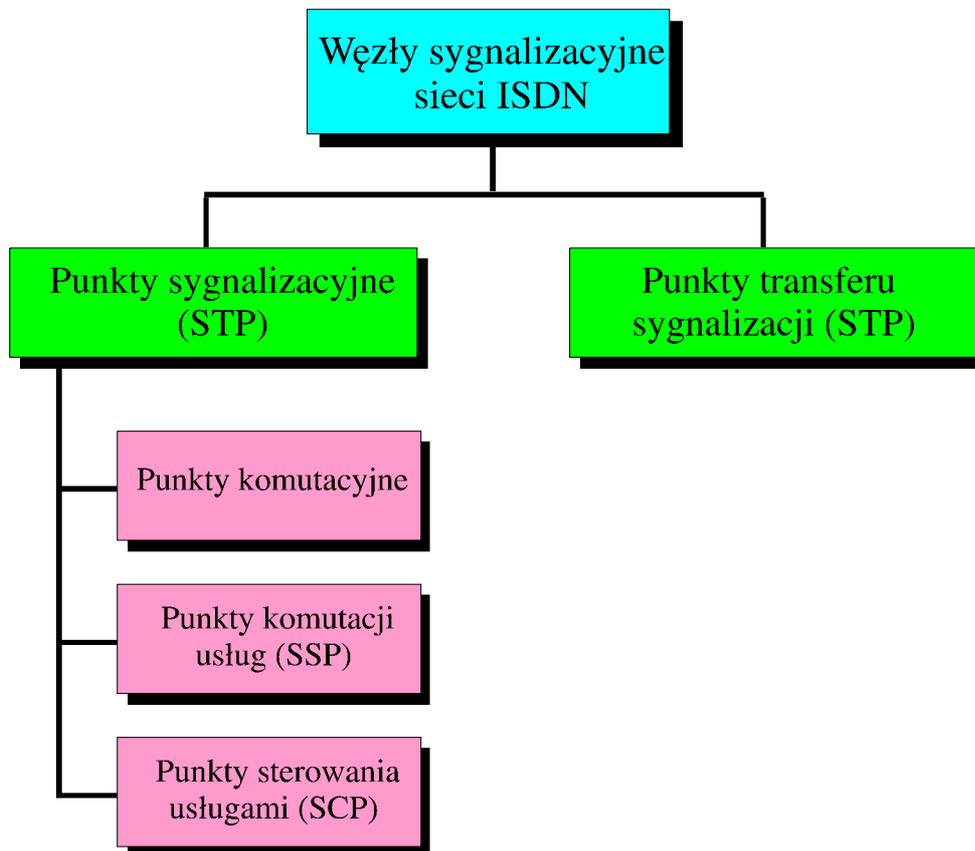 Węzły sygnalizacyjne
sieci ISDN
Punkty sygnalizacyjne
(STP)
Punkty transferu
sygnalizacji (STP)
Punkty komutacyjne
Punkty komutacji
usług (SSP)
Punkty sterowania
usługami (SCP)